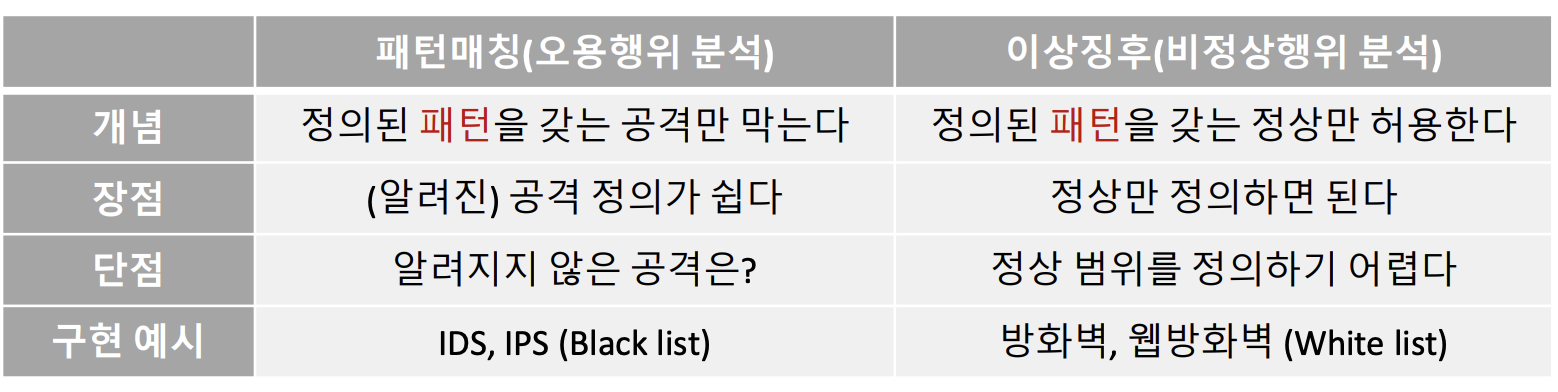 패턴매칭(오용행위 분석) 이상징후(비정상행위 분석)
개념 정의된 패턴을 갖는 공격만 막는다 정의된 패턴을 갖는 정상만 허용한다
장점 (알려진) 공격 정의가 쉽다 정상만 정의하면 된다
단점 알려지지 않은 공격은? 정상 범위를 정의하기 어렵다
구현 예시 IDS, IPS (Black list) 방화벽, 웹방화벽 (White list)